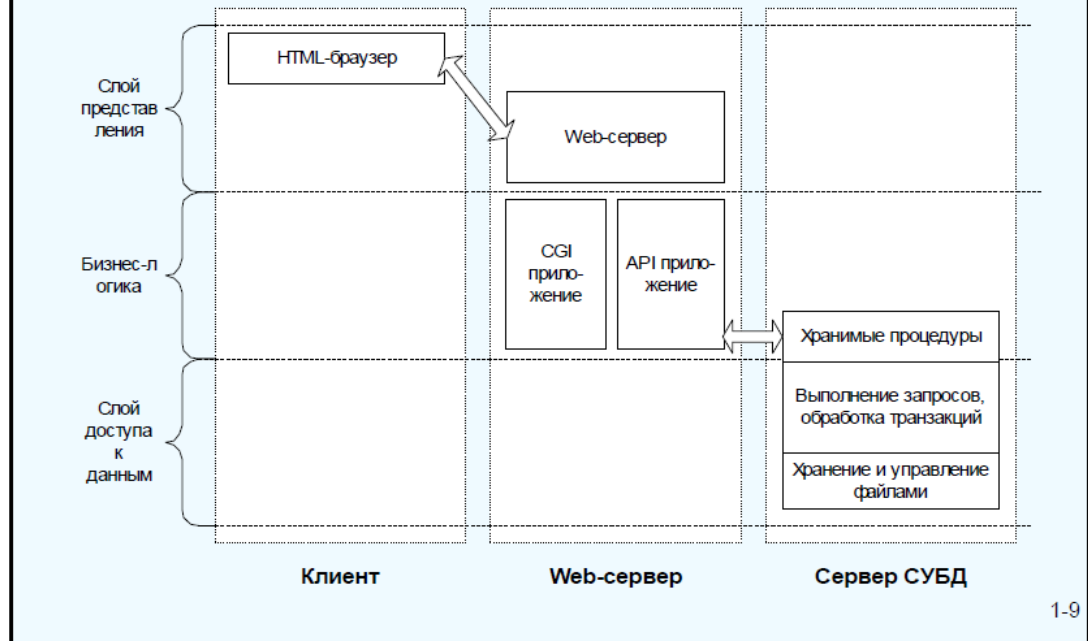 HTML-браузер
Слой
представ
ления
Web-сервер
Бизнес-л
огика
CGI
прило-
жение
API прило-
жение
Хранимые процедуры
Слой
доступа
к
данным
Выполнение запросов,
обработка транзакций
Хранение и управление
файлами
Клиент
Web-сервер
Сервер СУБД
1-9